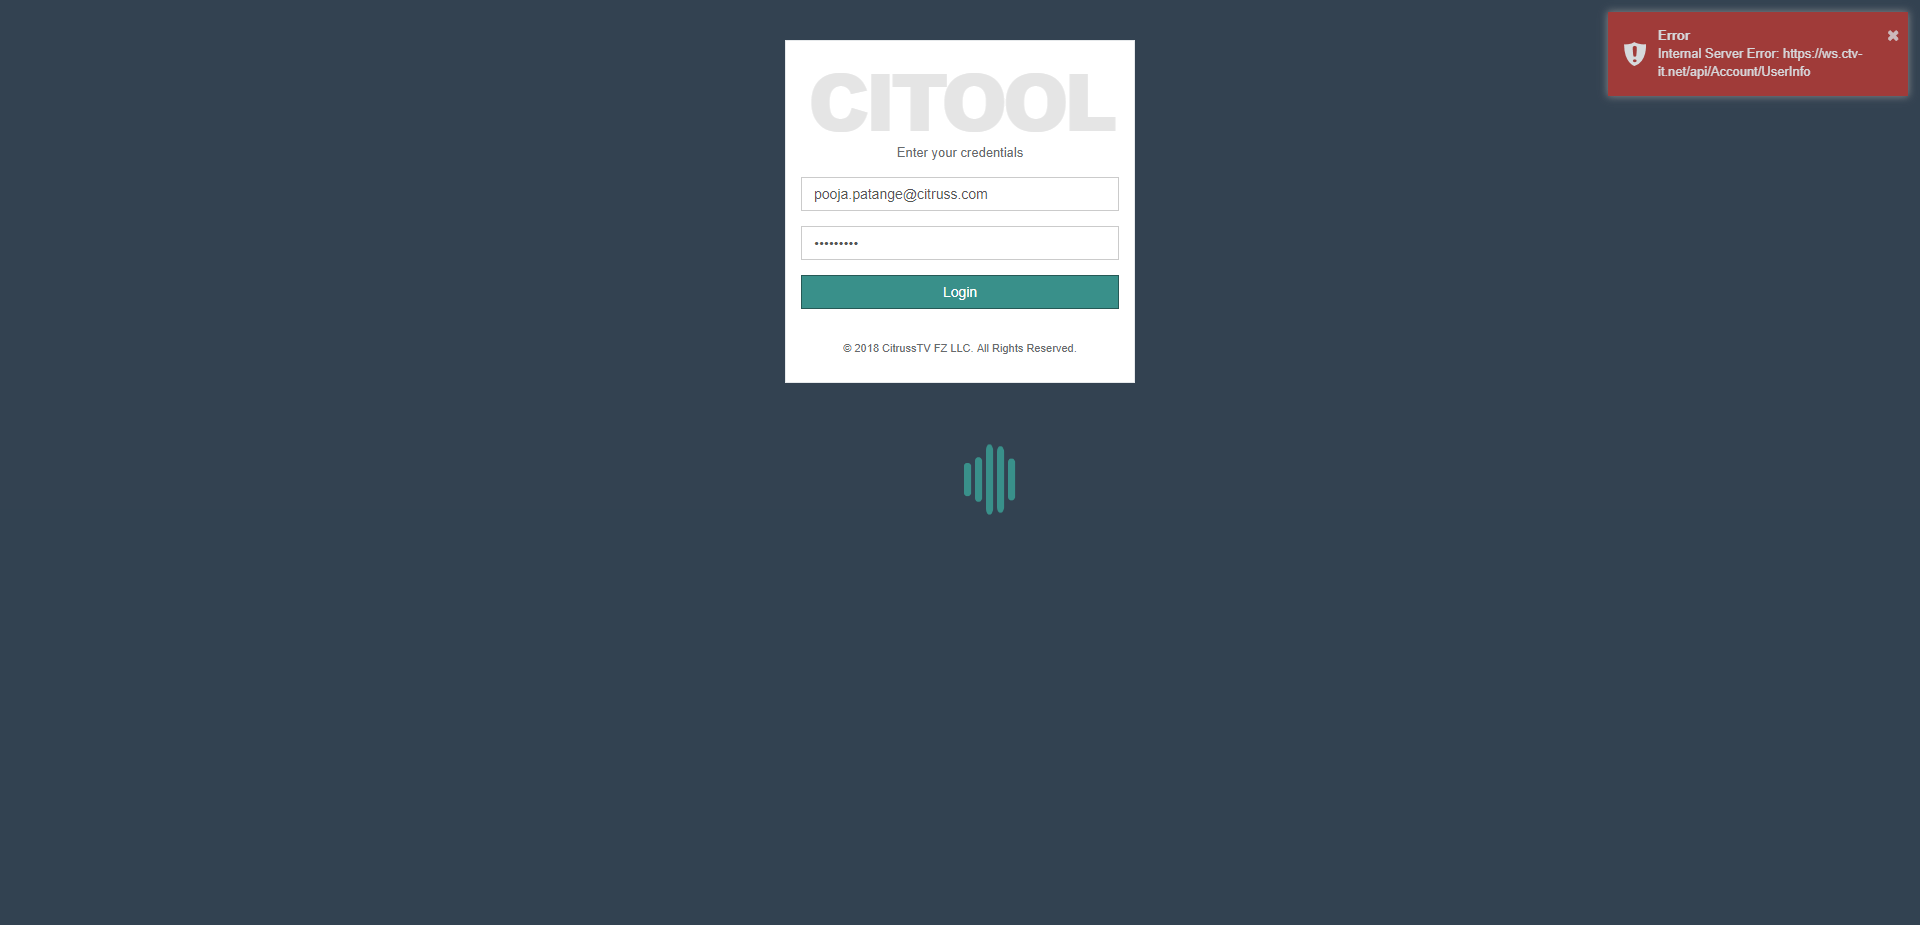 CITOOL
Enter your credentials
pooja.patange@citruss.com
•••••••••
Login
© 2018 CitrussTV FZ LLC. All Rights Reserved.
Error
Internal Server Error: https://ws.ctv-
it.net/api/Account/UserInfo